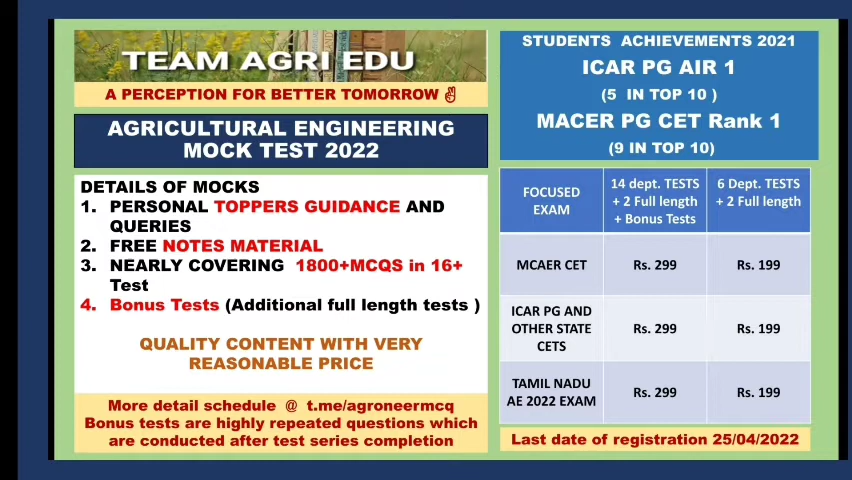 TEAM AGRI EDU
A PERCEPTION FOR BETTER TOMORROW ✌
AGRICULTURAL ENGINEERING
MOCK TEST 2022
DETAILS OF MOCKS
1. PERSONAL TOPPERS GUIDANCE AND
QUERIES
2. FREE NOTES MATERIAL
3. NEARLY COVERING 1800+MCQS in 16+
Test
4. Bonus Tests (Additional full length tests )
QUALITY CONTENT WITH VERY
REASONABLE PRICE
More detail schedule @ t.me/agroneermcq
Bonus tests are highly repeated questions which
are conducted after test series completion
STUDENTS ACHIEVEMENTS 2021
ICAR PG AIR 1
(5 IN TOP 10 )
MACER PG CET Rank 1
(9 IN TOP 10)
FOCUSED
EXAM
14 dept. TESTS
+ 2 Full length
+ Bonus Tests
6 Dept. TESTS
+ 2 Full length
MCAER CET
Rs. 299
Rs. 199
ICAR PG AND
OTHER STATE
CETS
Rs. 299
Rs. 199
TAMIL NADU
AE 2022 EXAM
Rs. 299
Rs. 199
Last date of registration 25/04/2022